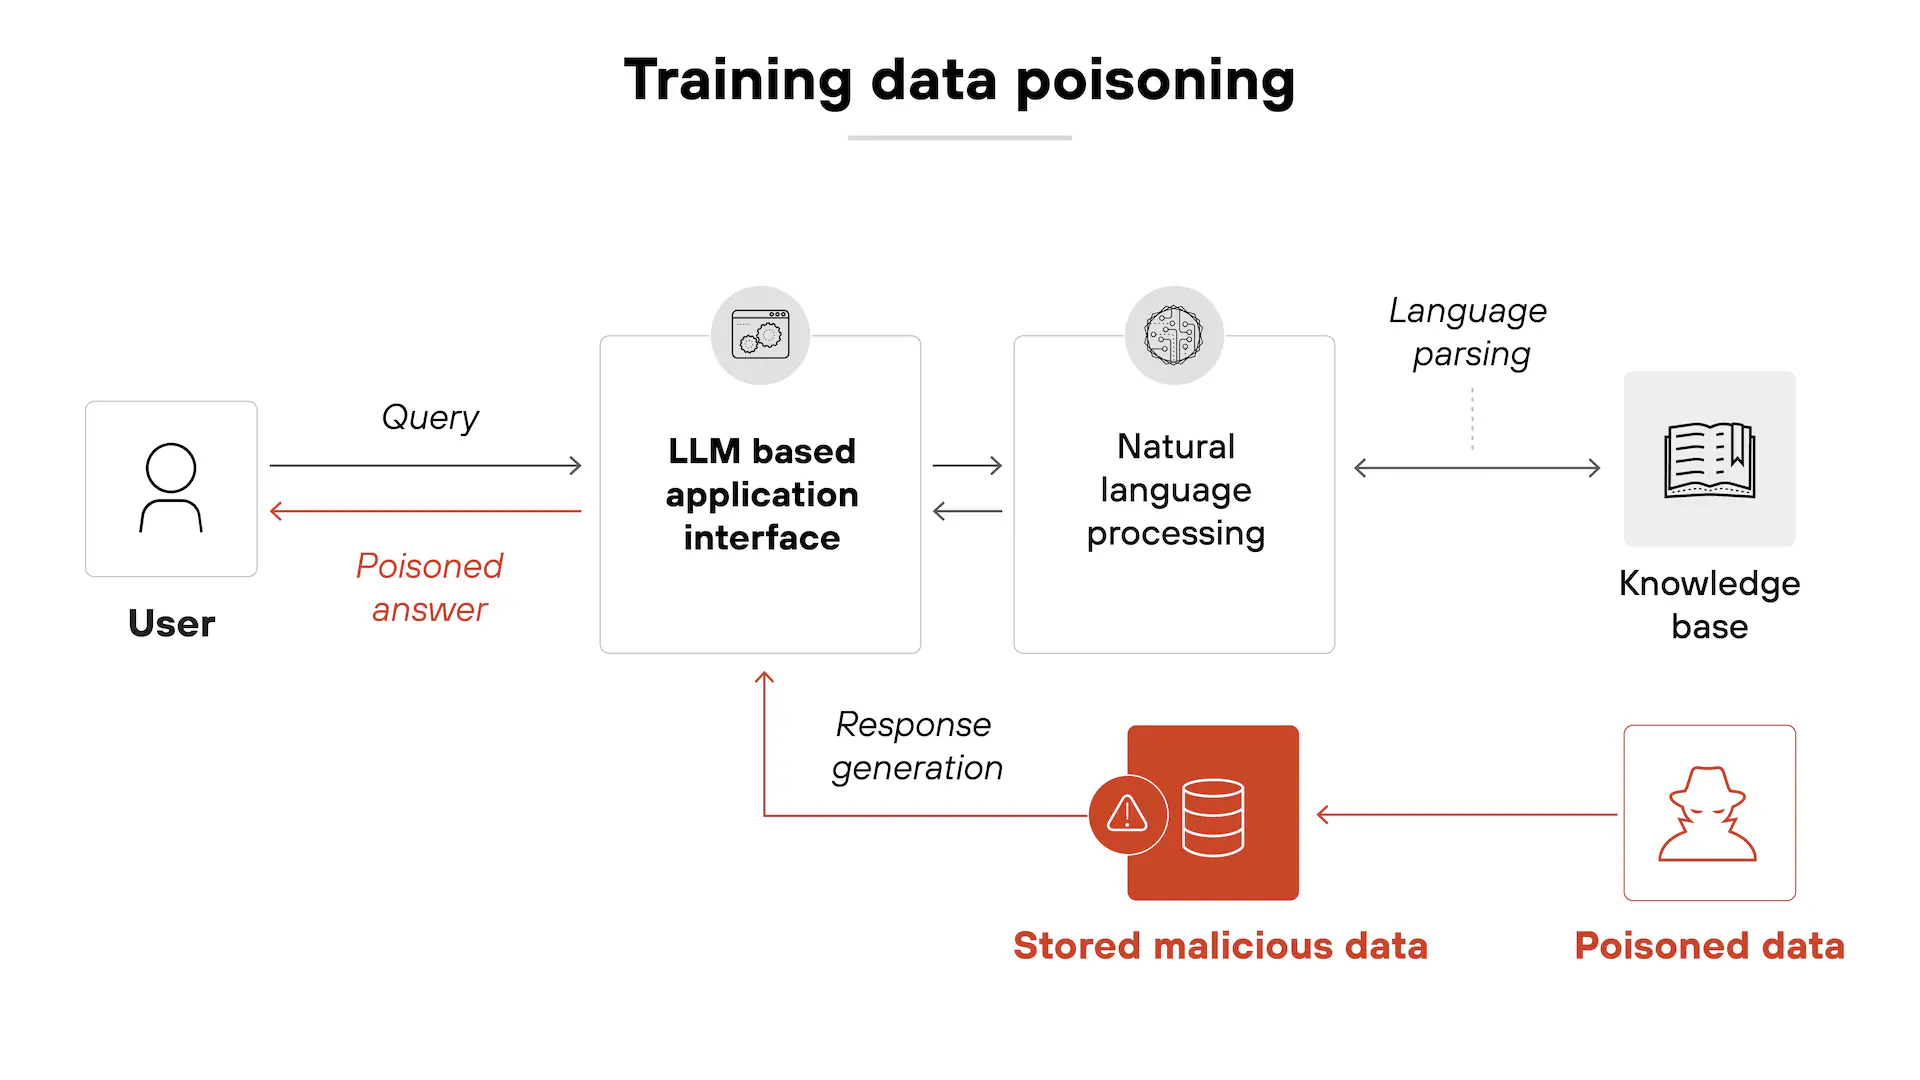 Training data poisoning
Language
parsing
Query
LLM based
application
interface
Natural
language
processing
Poisoned
answer
User
Knowledge
base
Response
generation
Stored malicious data
Poisoned data